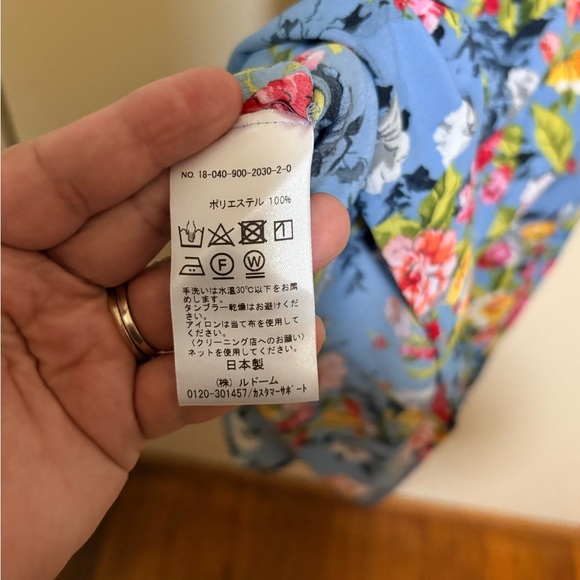 NO. 18-040-900-2030-2-0
ポリエステル 100%
F W
手洗いは水温30℃以下をお薦
めします。
タンブラー乾燥はお避けくださ
い。
アイロンは当て布を使用して
ください。
〈クリーニング店へのお願い〉
ネットを使用してください。
日本製
(株) ルドーム
0120-301457/カスタマーサポート